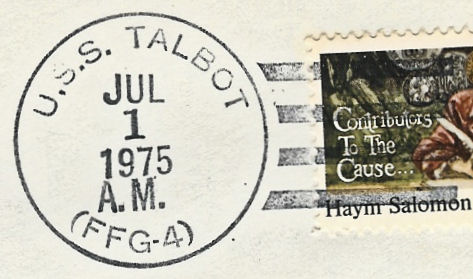 U.S.S. TALBOT
JUL
1
1975
A.M.
(FFG-4)
Contributors
To The
Cause...
Haym Salomon